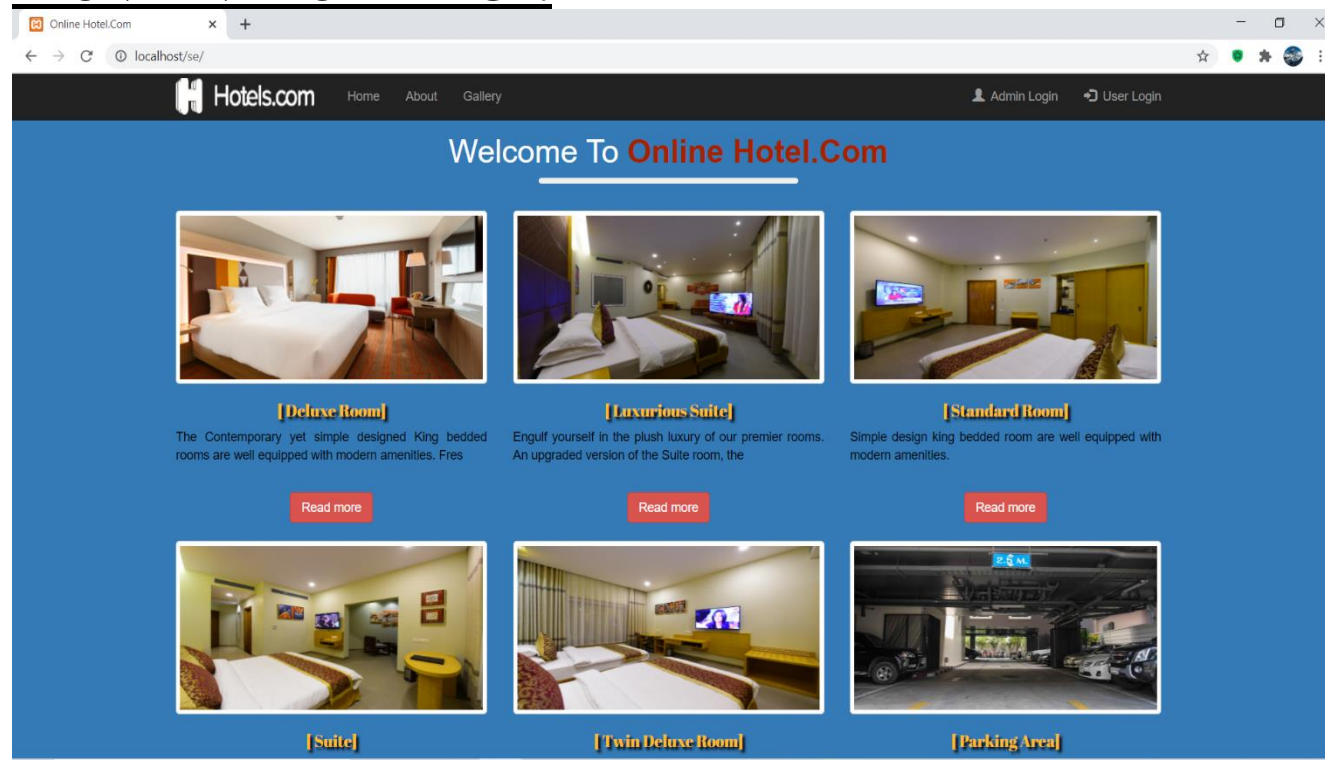 Online Hotel.Com
localhost/se/
Hotels.com Home About Gallery Admin Login User Login
Welcome To Online Hotel.Com
2.5 M.
[Deluxe Room] [Luxurious Suite] [Standard Room]
The Contemporary yet simple designed King bedded
rooms are well equipped with modern amenities. Fres
Engulf yourself in the plush luxury of our premier rooms.
An upgraded version of the Suite room, the
Simple design king bedded room are well equipped with
modern amenities.
Read more Read more Read more
[Suite] [Twin Deluxe Room] [Parking Area]